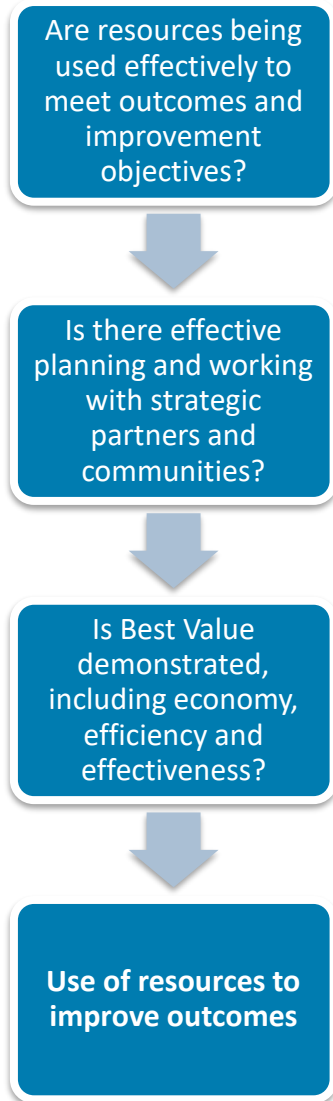 Are resources being
used effectively to
meet outcomes and
improvement
objectives?
Is there effective
planning and working
with strategic
partners and
communities?
Is Best Value
demonstrated,
including economy,
efficiency and
effectiveness?
Use of resources to
improve outcomes